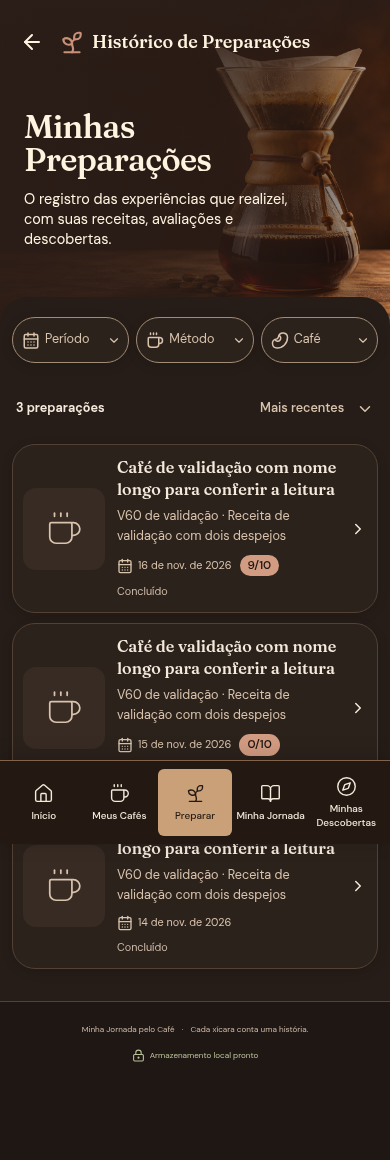 Histórico de Preparações
Minhas
Preparações
O registro das experiências que realizei,
com suas receitas, avaliações e
descobertas.
Período
Método
Café
3 preparações
Mais recentes
Café de validação com nome
longo para conferir a leitura
V60 de validação · Receita de
validação com dois despejos
16 de nov. de 2026
9/10
Concluído
Café de validação com nome
longo para conferir a leitura
V60 de validação · Receita de
validação com dois despejos
15 de nov. de 2026
0/10
Início
Meus Cafés
Preparar
Minha Jornada
Minhas
Descobertas
longo para conferir a leitura
V60 de validação · Receita de
validação com dois despejos
14 de nov. de 2026
Concluído
Minha Jornada pelo Café · Cada xícara conta uma história.
Armazenamento local pronto